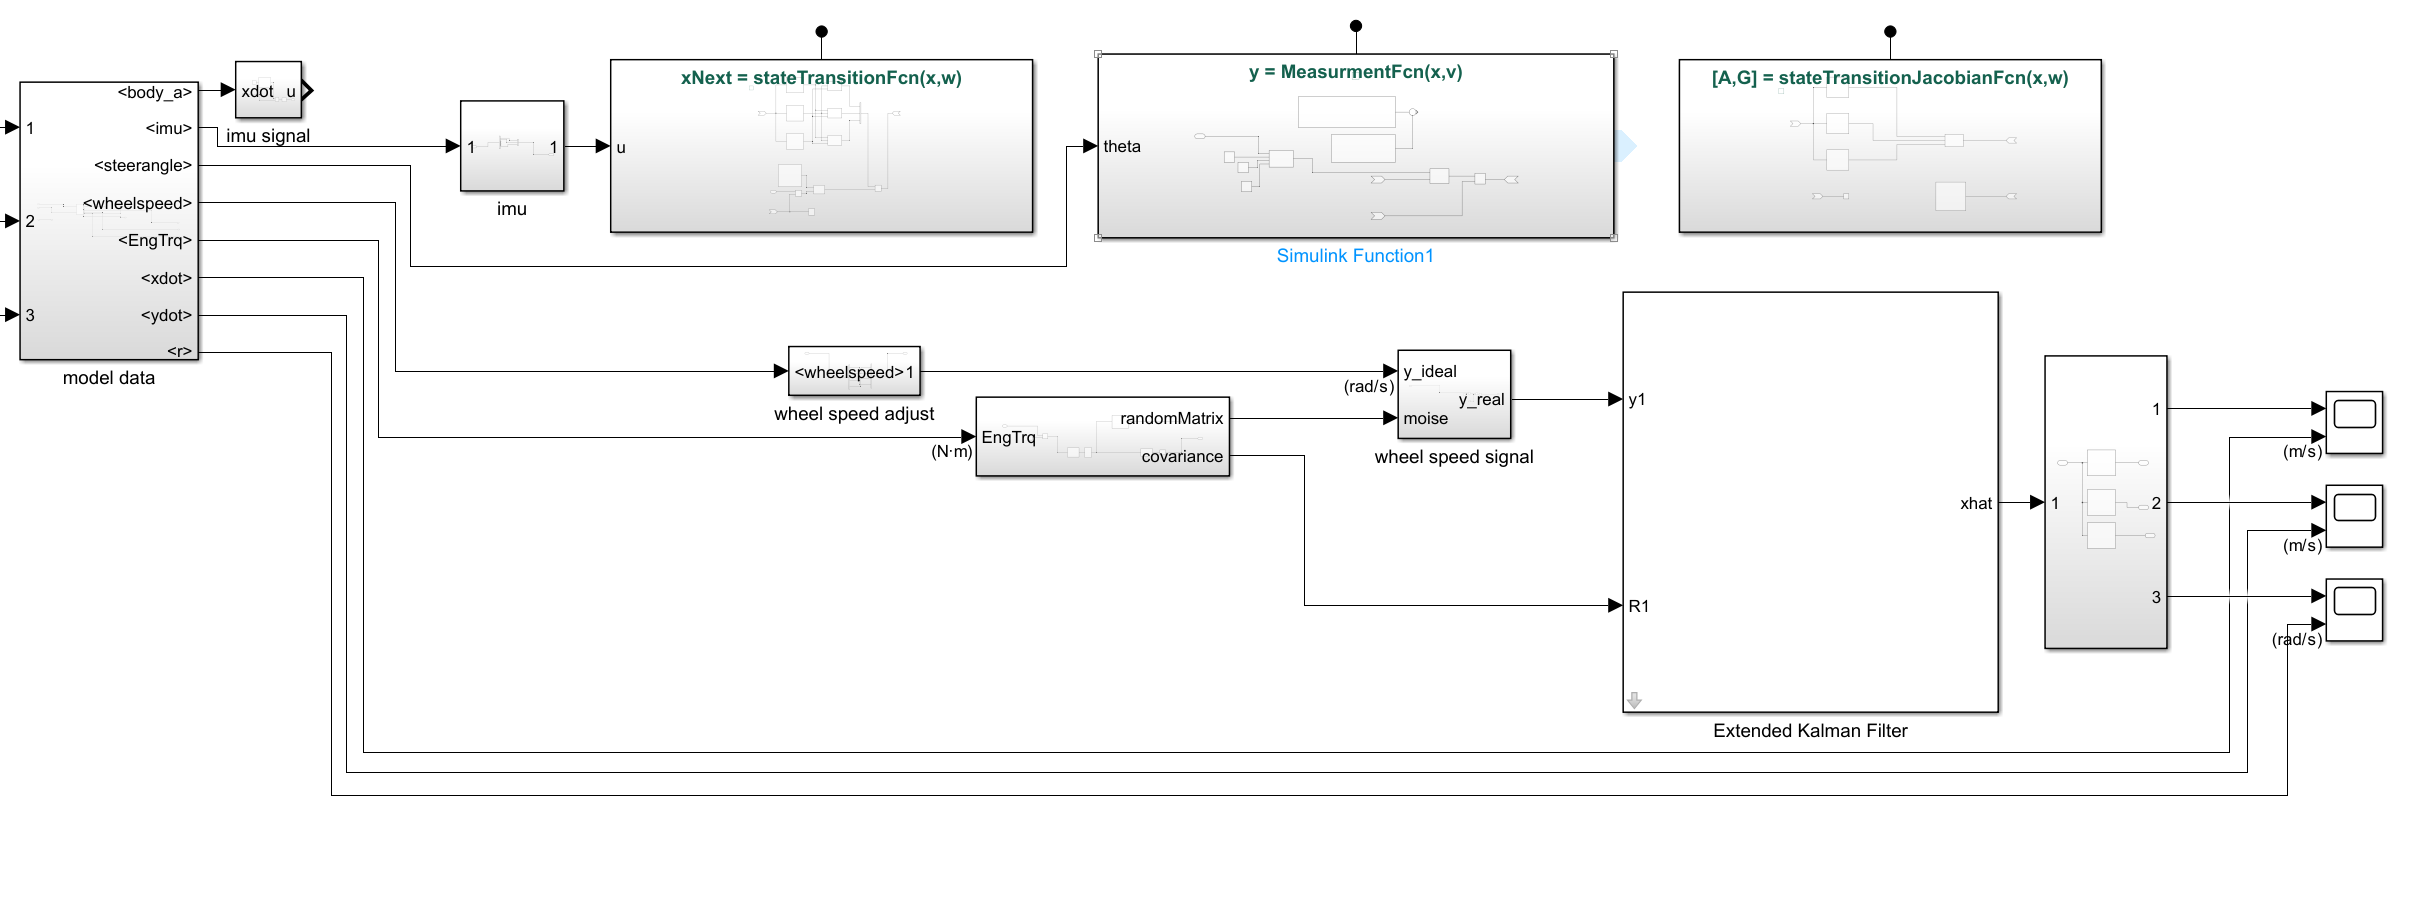 xNext = stateTransitionFcn(x,w)
y = MeasurmentFcn(x,v)
[A,G] = stateTransitionJacobianFcn(x,w)
<body_a>
xdot u
imu signal
1
<imu>
1 1
imu
u
theta
<steerangle>
<wheelspeed>
2
<EngTrq>
Simulink Function1
<xdot>
3
<ydot>
<r>
model data
<wheelspeed> 1
wheel speed adjust
y_ideal
(rad/s)
y_real
moise
wheel speed signal
randomMatrix
EngTrq
(N·m)
covariance
y1
R1
xhat
Extended Kalman Filter
1
1
2
3
(m/s)
(m/s)
(rad/s)